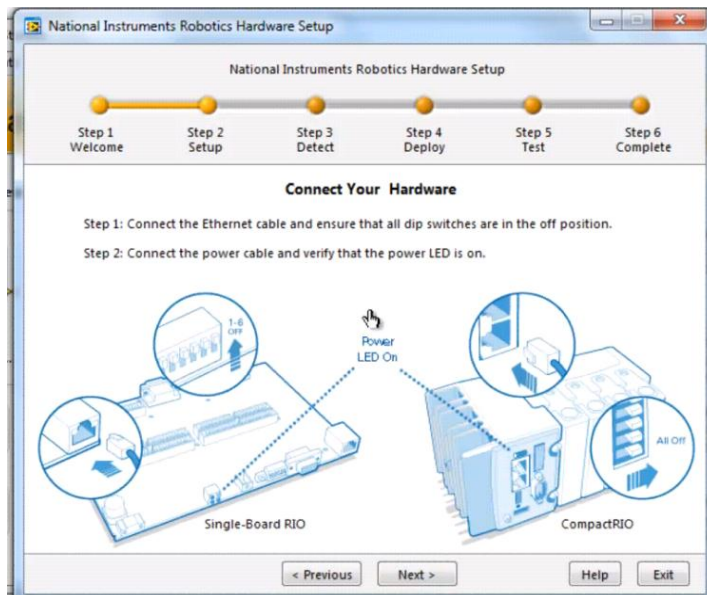 National Instruments Robotics Hardware Setup
National Instruments Robotics Hardware Setup
Step 1
Welcome
Step 2
Setup
Step 3
Detect
Step 4
Deploy
Step 5
Test
Step 6
Complete
Connect Your Hardware
Step 1: Connect the Ethernet cable and ensure that all dip switches are in the off position.
Step 2: Connect the power cable and verify that the power LED is on.
1-6
OFF
Power
LED On
All Off
Single-Board RIO
CompactRIO
< Previous
Next >
Help
Exit